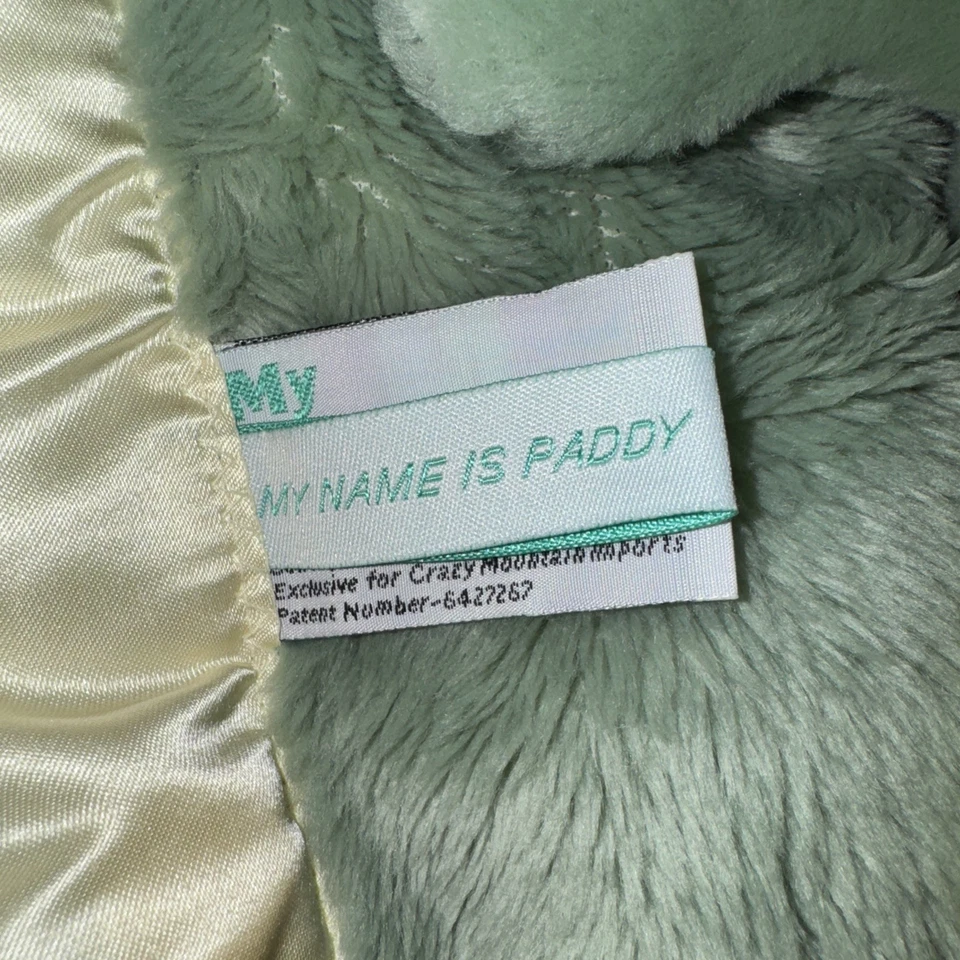 My
MY NAME IS PADDY
Exclusive for Crazy Mountain Imports
Patent Number-6427267